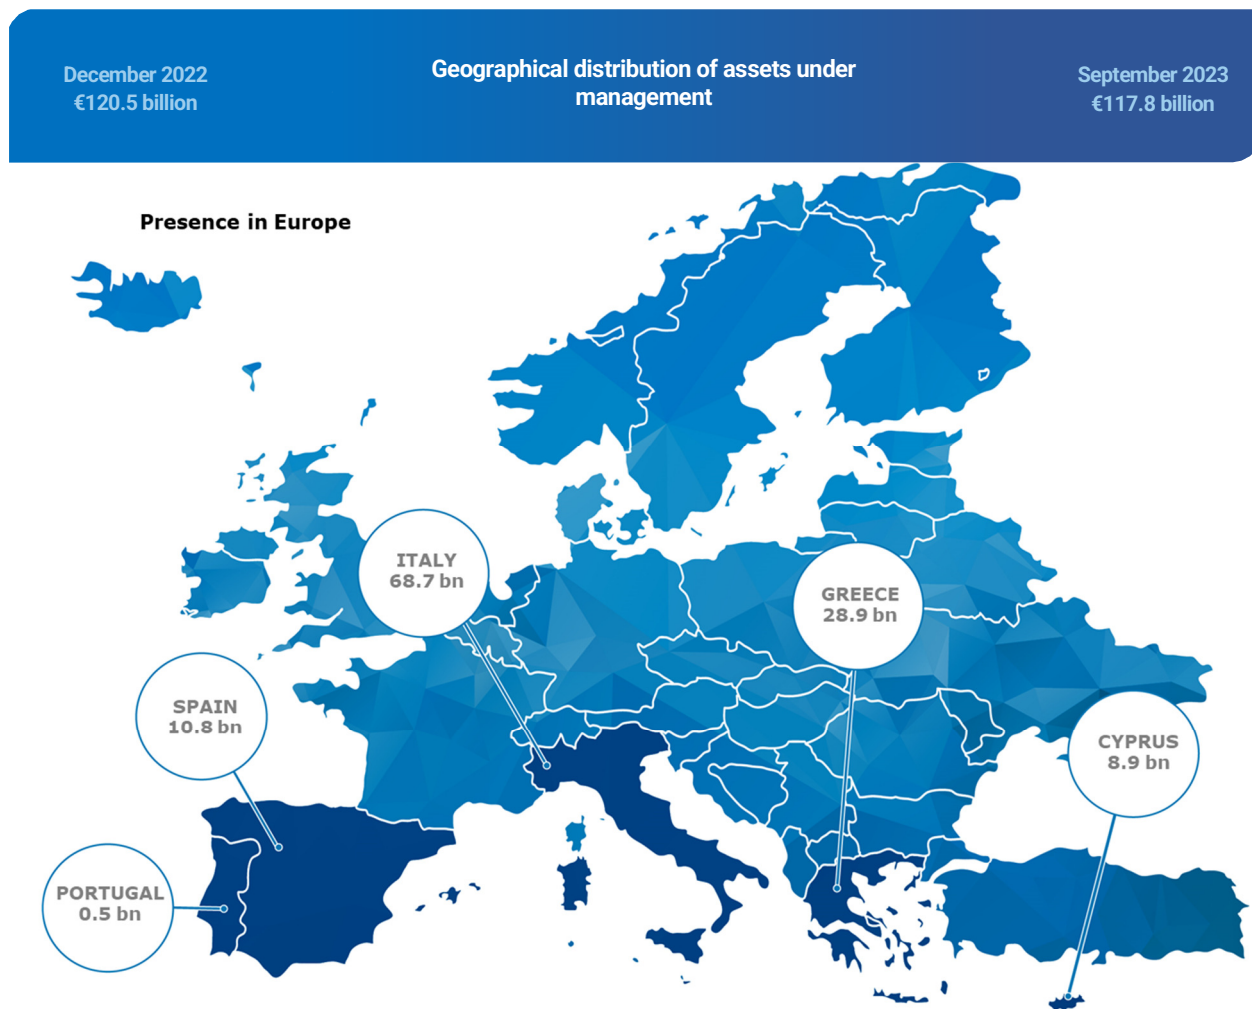 December 2022
€120.5 billion
Geographical distribution of assets under
management
September 2023
€117.8 billion
Presence in Europe
ITALY
68.7 bn
GREECE
28.9 bn
SPAIN
10.8 bn
CYPRUS
8.9 bn
PORTUGAL
0.5 bn